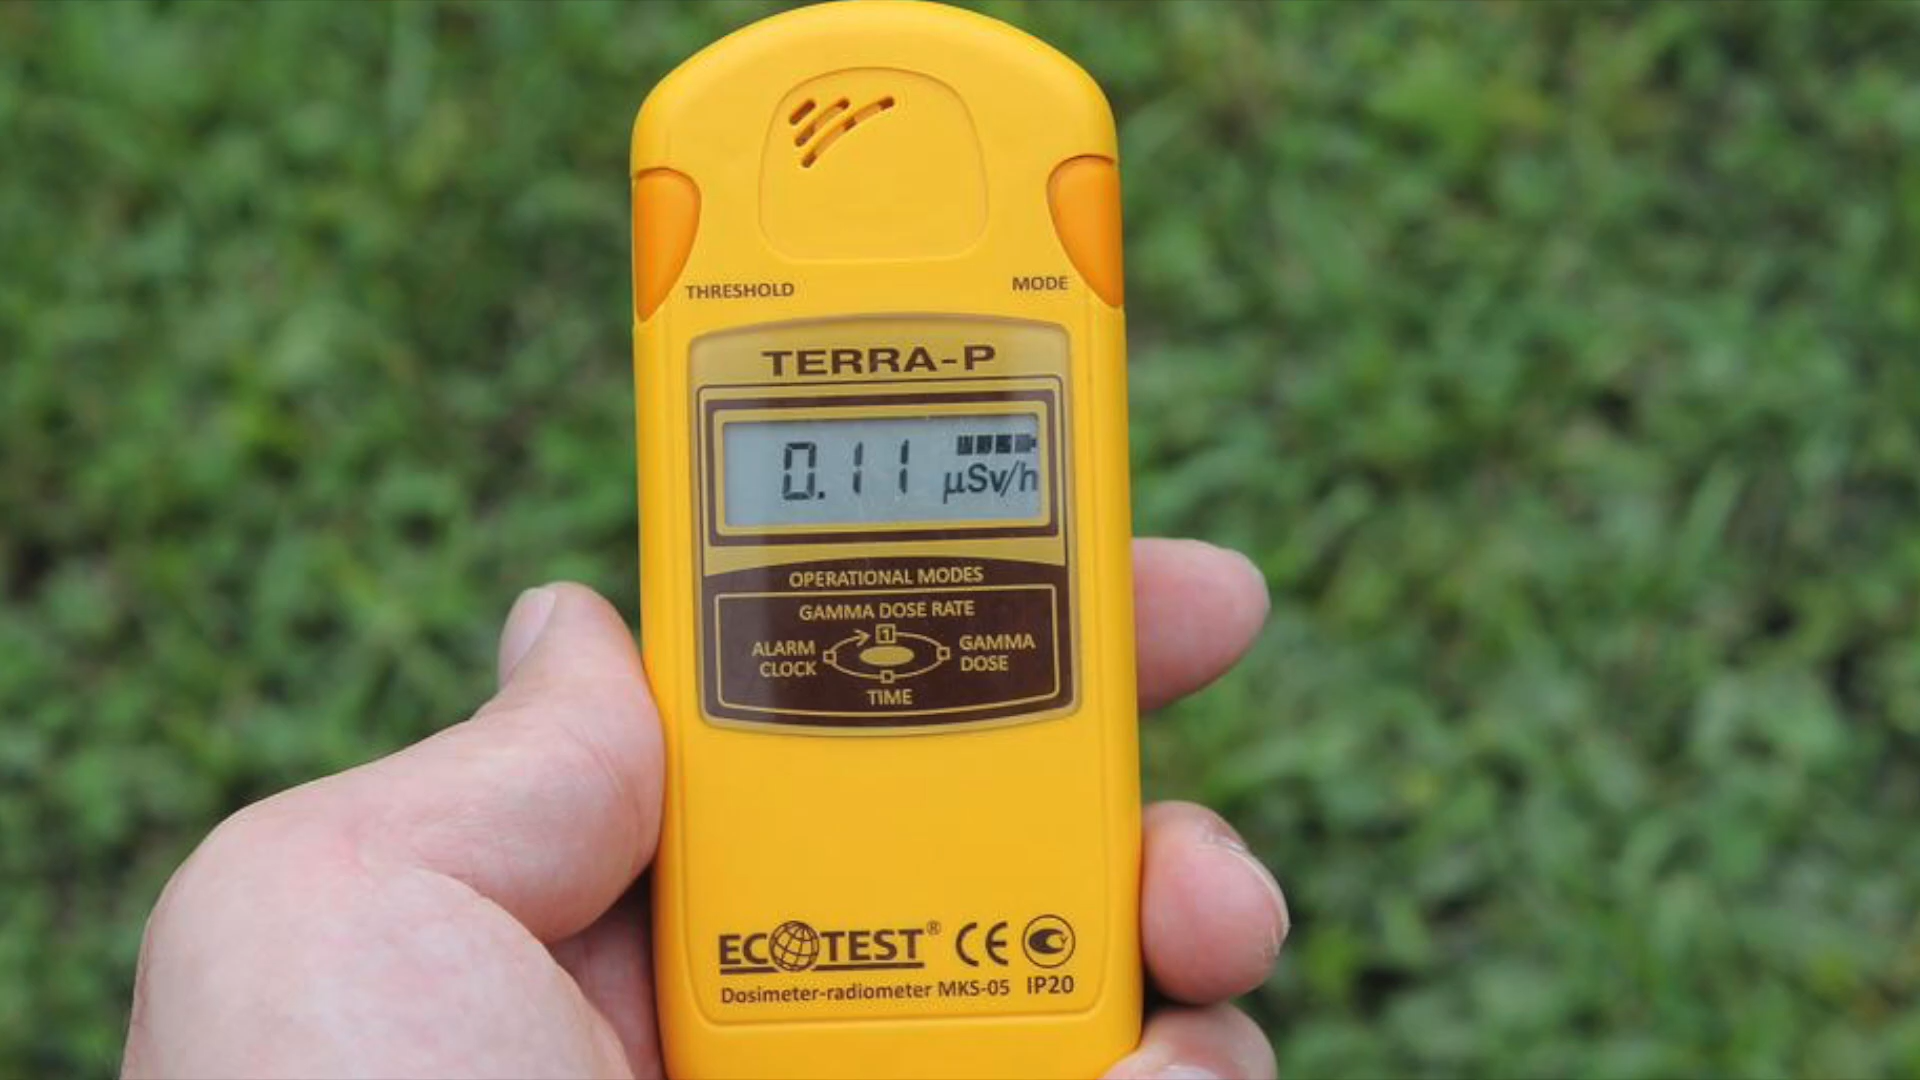 THRESHOLD
MODE
TERRA-P
0.11 µSv/h
OPERATIONAL MODES
GAMMA DOSE RATE
1
ALARM
CLOCK
GAMMA
DOSE
TIME
ECOTEST® CE
Dosimeter-radiometer MKS-05 IP20